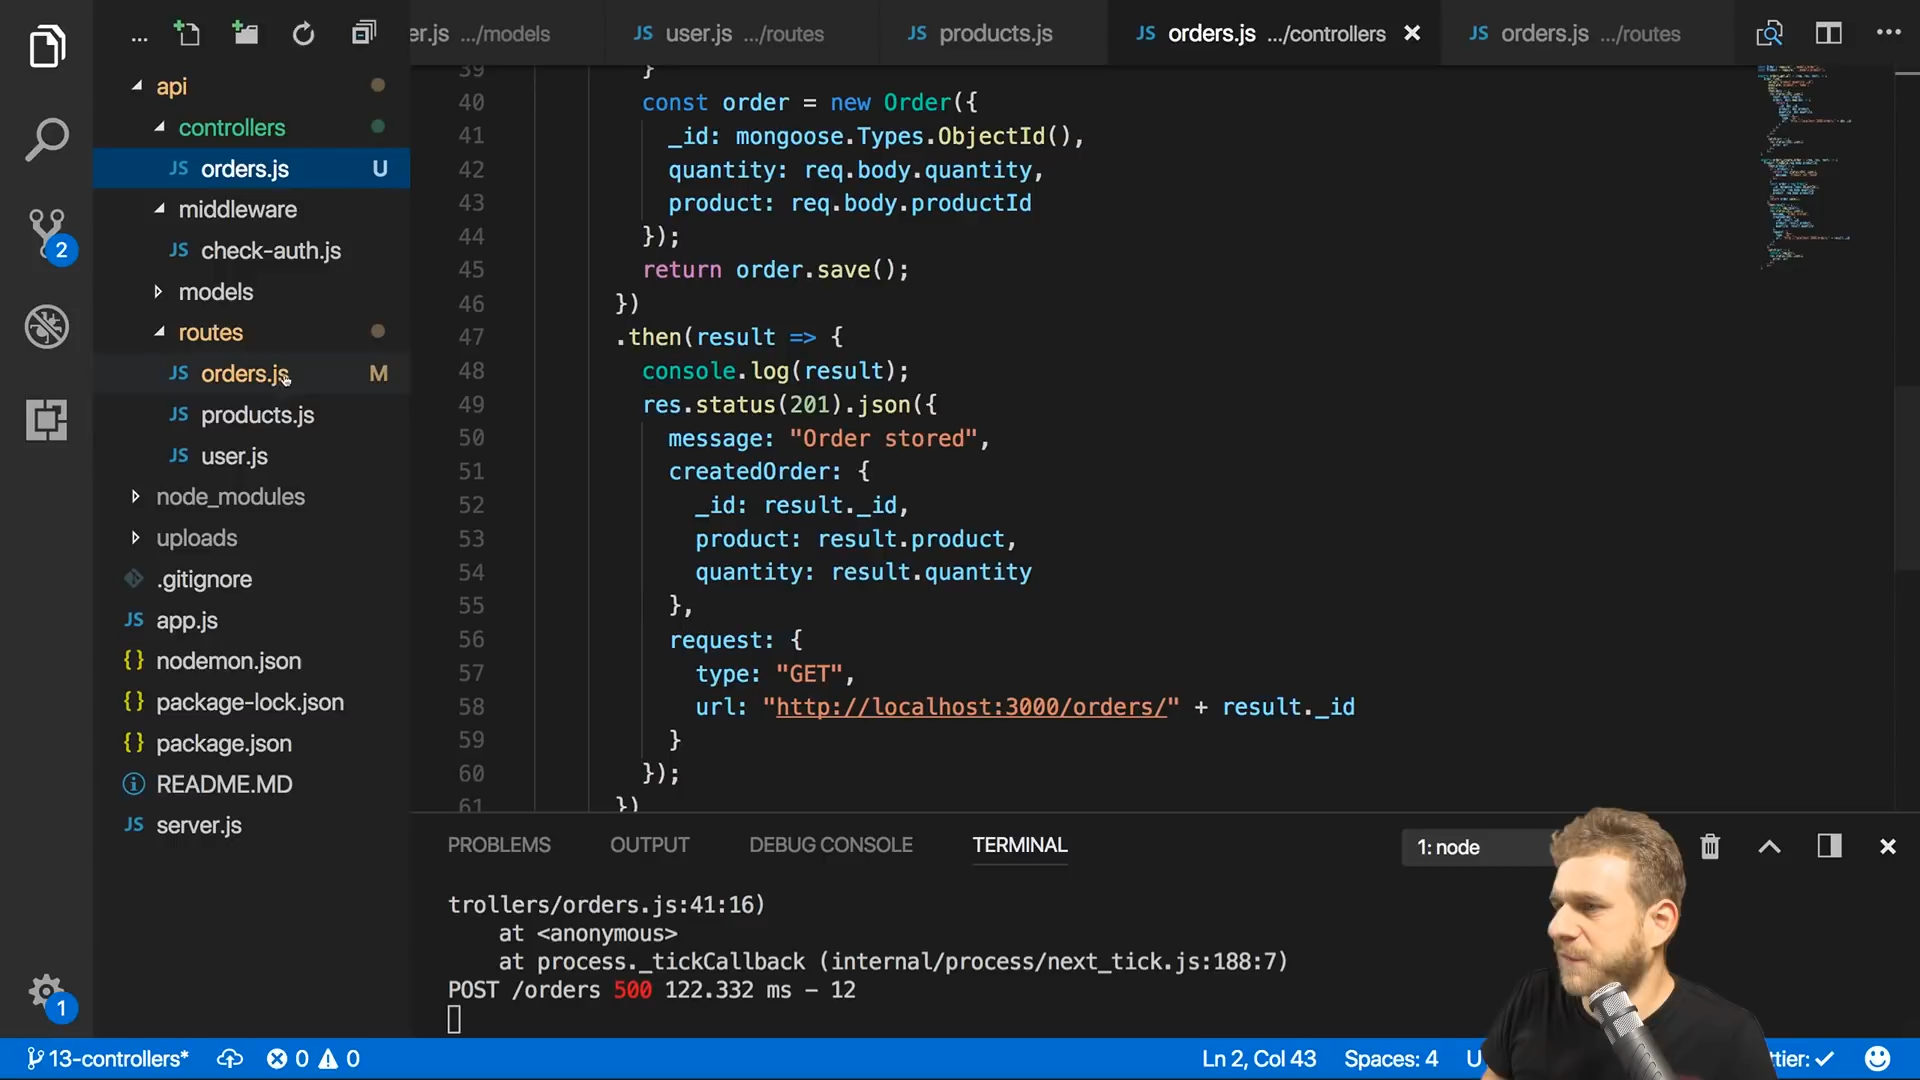 ...
er.js .../models
JS user.js .../routes
JS products.js
JS orders.js .../controllers
JS orders.js .../routes
api
controllers
JS orders.js U
middleware
JS check-auth.js
models
routes
JS orders.js M
JS products.js
JS user.js
node_modules
uploads
.gitignore
JS app.js
{} nodemon.json
{} package-lock.json
{} package.json
README.MD
JS server.js
2
1
39 }
40 const order = new Order({
41 _id: mongoose.Types.ObjectId(),
42 quantity: req.body.quantity,
43 product: req.body.productId
44 });
45 return order.save();
46 })
47 .then(result => {
48 console.log(result);
49 res.status(201).json({
50 message: "Order stored",
51 createdOrder: {
52 _id: result._id,
53 product: result.product,
54 quantity: result.quantity
55 },
56 request: {
57 type: "GET",
58 url: "http://localhost:3000/orders/" + result._id
59 }
60 });
61 })
PROBLEMS OUTPUT DEBUG CONSOLE TERMINAL 1: node
trollers/orders.js:41:16)
at <anonymous>
at process._tickCallback (internal/process/next_tick.js:188:7)
POST /orders 500 122.332 ms – 12
13-controllers* 0 0 Ln 2, Col 43 Spaces: 4 U ttier: ✓